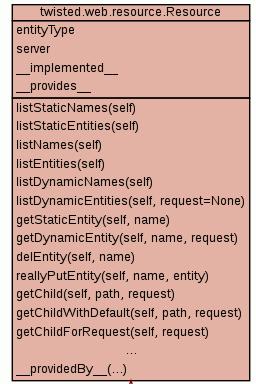 twisted.web.resource.Resource
entityType
server
__implemented__
__provides__
listStaticNames(self)
listStaticEntities(self)
listNames(self)
listEntities(self)
listDynamicNames(self)
listDynamicEntities(self, request=None)
getStaticEntity(self, name)
getDynamicEntity(self, name, request)
delEntity(self, name)
reallyPutEntity(self, name, entity)
getChild(self, path, request)
getChildWithDefault(self, path, request)
getChildForRequest(self, request)
...
__providedBy__(...)